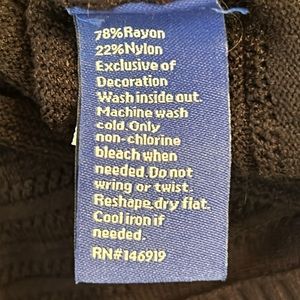 78%Rayon
22%Nylon
Exclusive of
Decoration
Wash inside out.
Machine wash
cold. Only
non-chlorine
bleach when
needed. Do not
wring or twist.
Reshape, dry flat.
Cool iron if
needed.
RN#146919